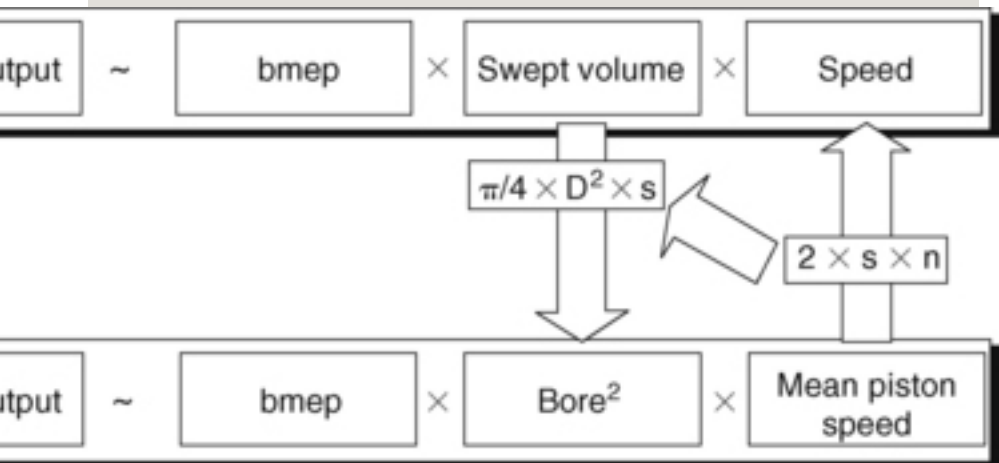 utput ~ bmep × Swept volume × Speed
π/4 × D² × s
2 × s × n
utput ~ bmep × Bore² × Mean piston
speed